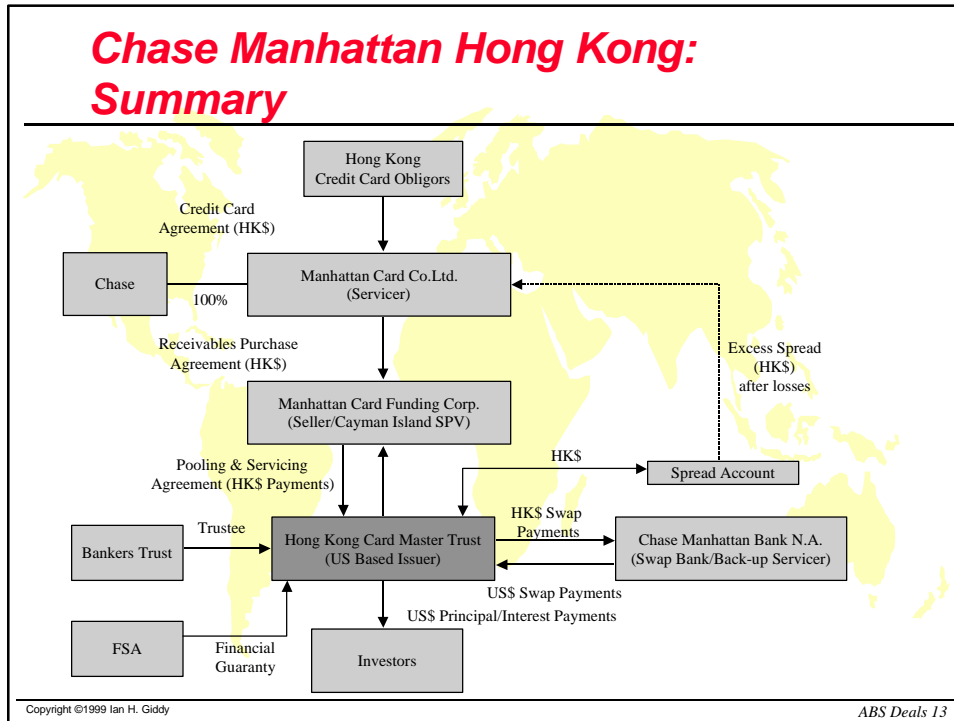 Chase Manhattan Hong Kong:
Summary
Hong Kong
Credit Card Obligors
Credit Card
Agreement (HK$)
Chase
100%
Manhattan Card Co.Ltd.
(Servicer)
Receivables Purchase
Agreement (HK$)
Excess Spread
(HK$)
after losses
Manhattan Card Funding Corp.
(Seller/Cayman Island SPV)
Pooling & Servicing
Agreement (HK$ Payments)
HK$
Spread Account
Bankers Trust
Trustee
Hong Kong Card Master Trust
(US Based Issuer)
HK$ Swap
Payments
Chase Manhattan Bank N.A.
(Swap Bank/Back-up Servicer)
US$ Swap Payments
US$ Principal/Interest Payments
FSA
Financial
Guaranty
Investors
Copyright ©1999 Ian H. Giddy
ABS Deals 13